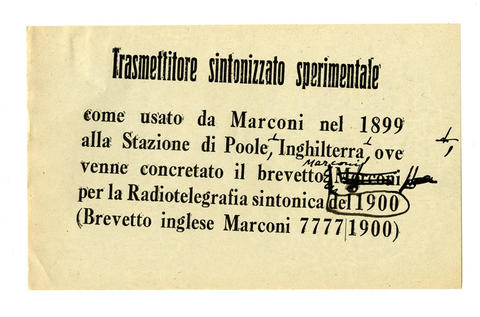 Trasmettitore sintonizzato sperimentale
come usato da Marconi nel 1899
alla Stazione di Poole, Inghilterra, ove
marconi
venne concretato il brevetto Marconi
per la Radiotelegrafia sintonica del 1900
(Brevetto inglese Marconi 7777|1900)